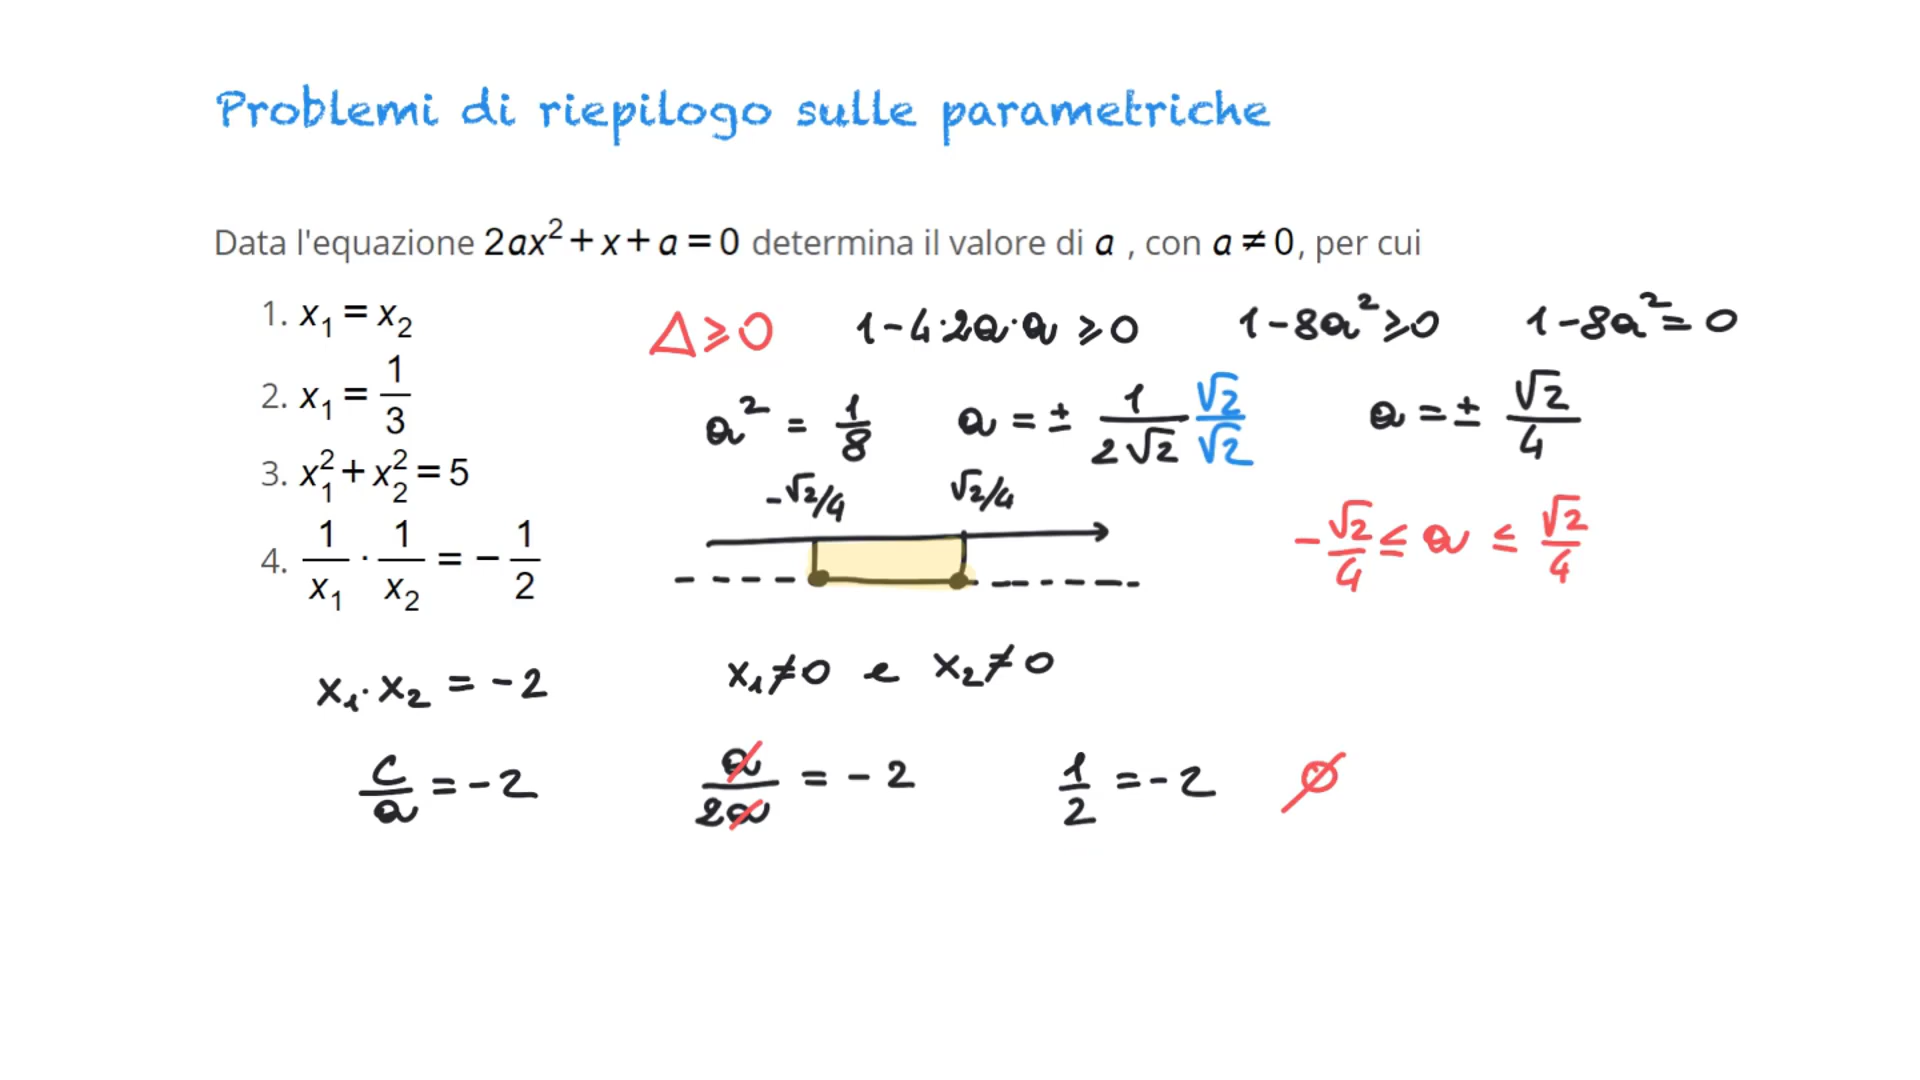 Problemi di riepilogo sulle parametriche
Data l'equazione 2ax² + x + a = 0 determina il valore di a , con a ≠ 0, per cui
1. x₁ = x₂
Δ ≥ 0   1 - 4·2a·a ≥ 0   1 - 8a² ≥ 0   1 - 8a² = 0
2. x₁ = 1/3
a² = 1/8   a = ± 1/(2√2) √2/√2   a = ± √2/4
3. x₁² + x₂² = 5
-√2/4   √2/4
-√2/4 ≤ a ≤ √2/4
4. 1/x₁ · 1/x₂ = - 1/2
x₁·x₂ = -2   x₁≠0 e x₂≠0
c/a = -2   a/2a = -2   1/2 = -2   ∅